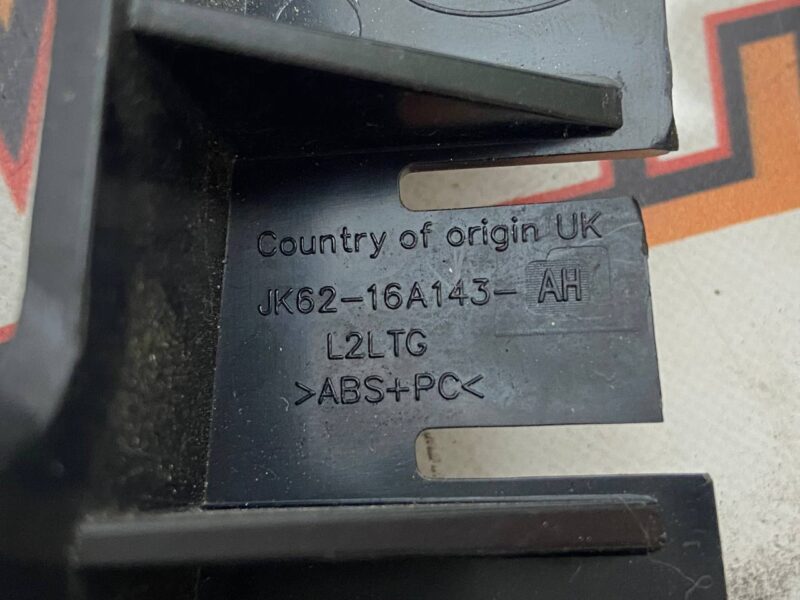 Country of origin UK
JK62-16A143-AH
L2LTG
>ABS+PC<